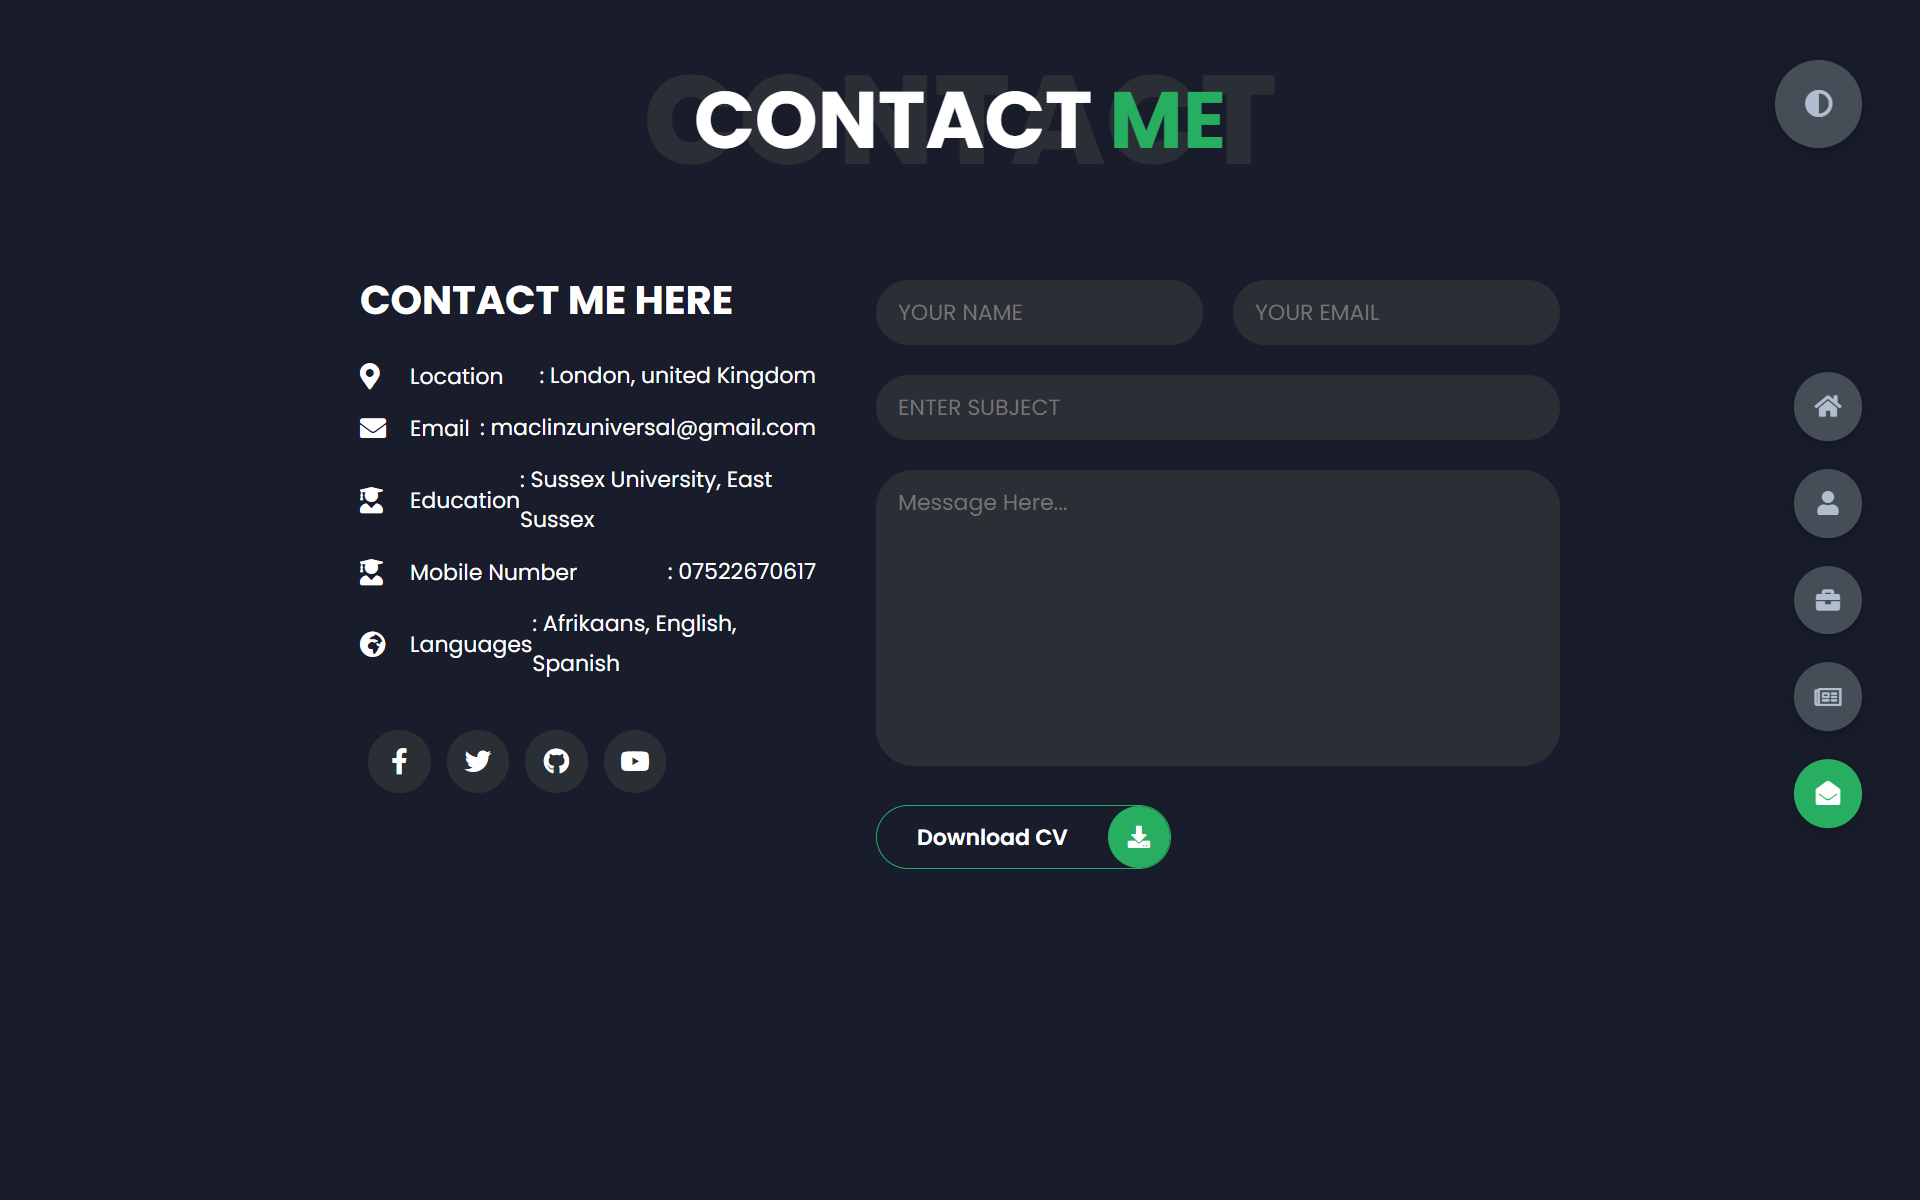 CONTACT
CONTACT ME
CONTACT ME HERE
Location : London, united Kingdom
Email : maclinzuniversal@gmail.com
Education : Sussex University, East
Sussex
Mobile Number : 07522670617
Languages : Afrikaans, English,
Spanish
YOUR NAME
YOUR EMAIL
ENTER SUBJECT
Message Here...
Download CV